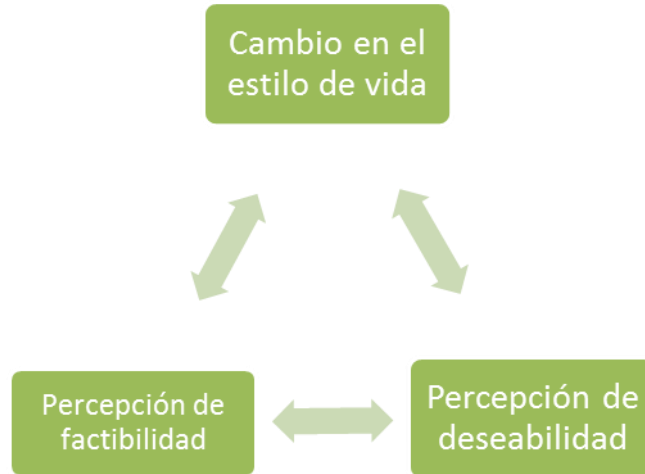 Cambio en el
estilo de vida
Percepción de
factibilidad
Percepción de
deseabilidad